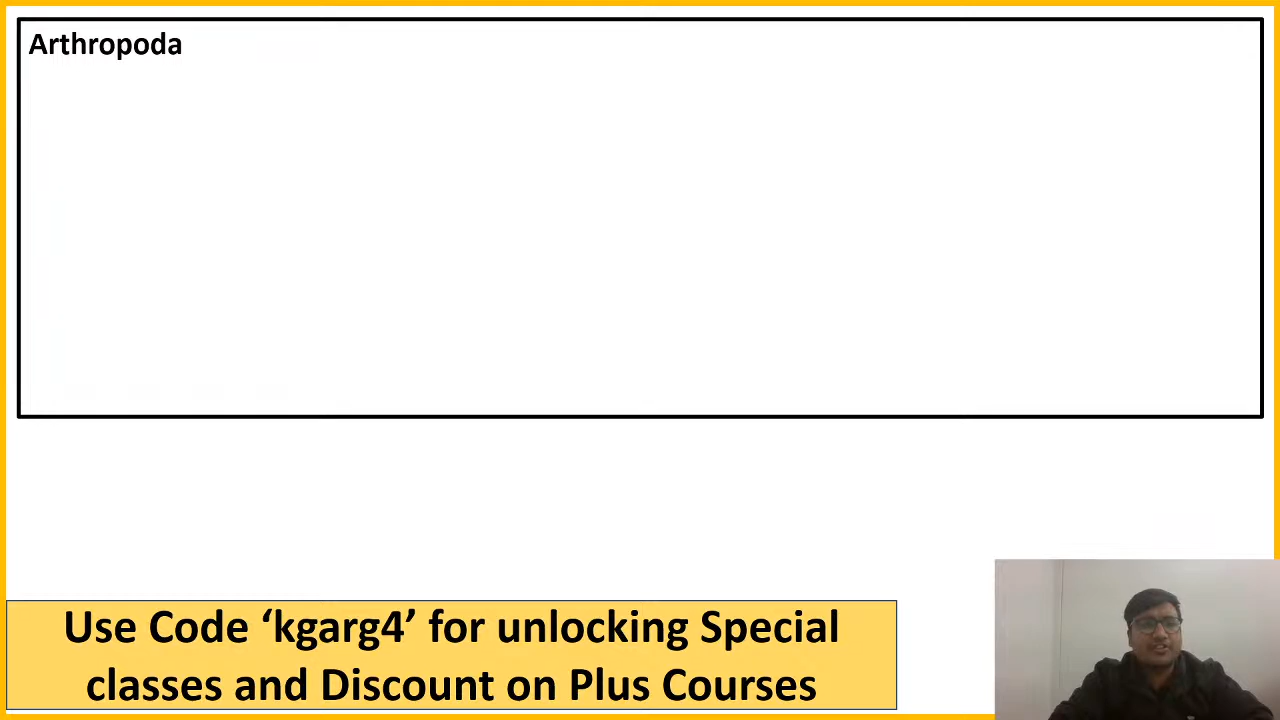 Arthropoda
Use Code ‘kgarg4’ for unlocking Special
classes and Discount on Plus Courses